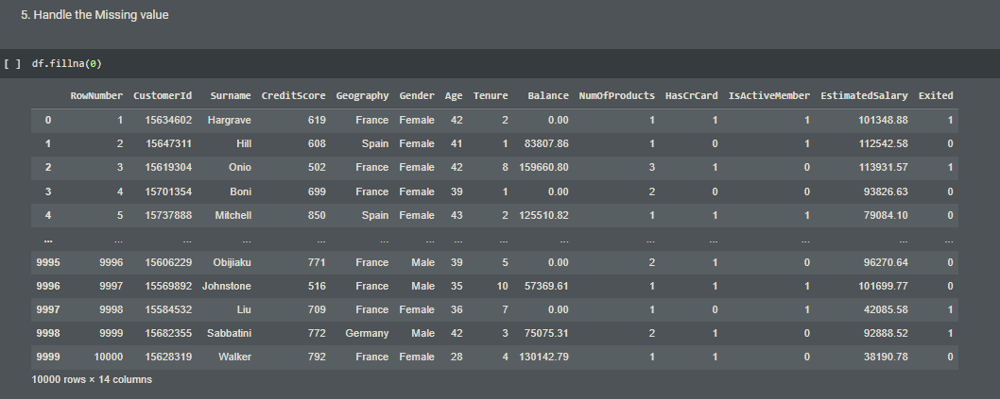 5. Handle the Missing value
[ ] df.fillna(0)
RowNumber CustomerId Surname CreditScore Geography Gender Age Tenure Balance NumOfProducts HasCrCard IsActiveMember EstimatedSalary Exited
0 1 15634602 Hargrave 619 France Female 42 2 0.00 1 1 1 101348.88 1
1 2 15647311 Hill 608 Spain Female 41 1 83807.86 1 0 1 112542.58 0
2 3 15619304 Onio 502 France Female 42 8 159660.80 3 1 0 113931.57 1
3 4 15701354 Boni 699 France Female 39 1 0.00 2 0 0 93826.63 0
4 5 15737888 Mitchell 850 Spain Female 43 2 125510.82 1 1 1 79084.10 0
... ... ... ... ... ... ... ... ... ... ... ... ... ... ...
9995 9996 15606229 Obijiaku 771 France Male 39 5 0.00 2 1 0 96270.64 0
9996 9997 15569892 Johnstone 516 France Male 35 10 57369.61 1 1 1 101699.77 0
9997 9998 15584532 Liu 709 France Female 36 7 0.00 1 0 1 42085.58 1
9998 9999 15682355 Sabbatini 772 Germany Male 42 3 75075.31 2 1 0 92888.52 1
9999 10000 15628319 Walker 792 France Female 28 4 130142.79 1 1 0 38190.78 0
10000 rows × 14 columns